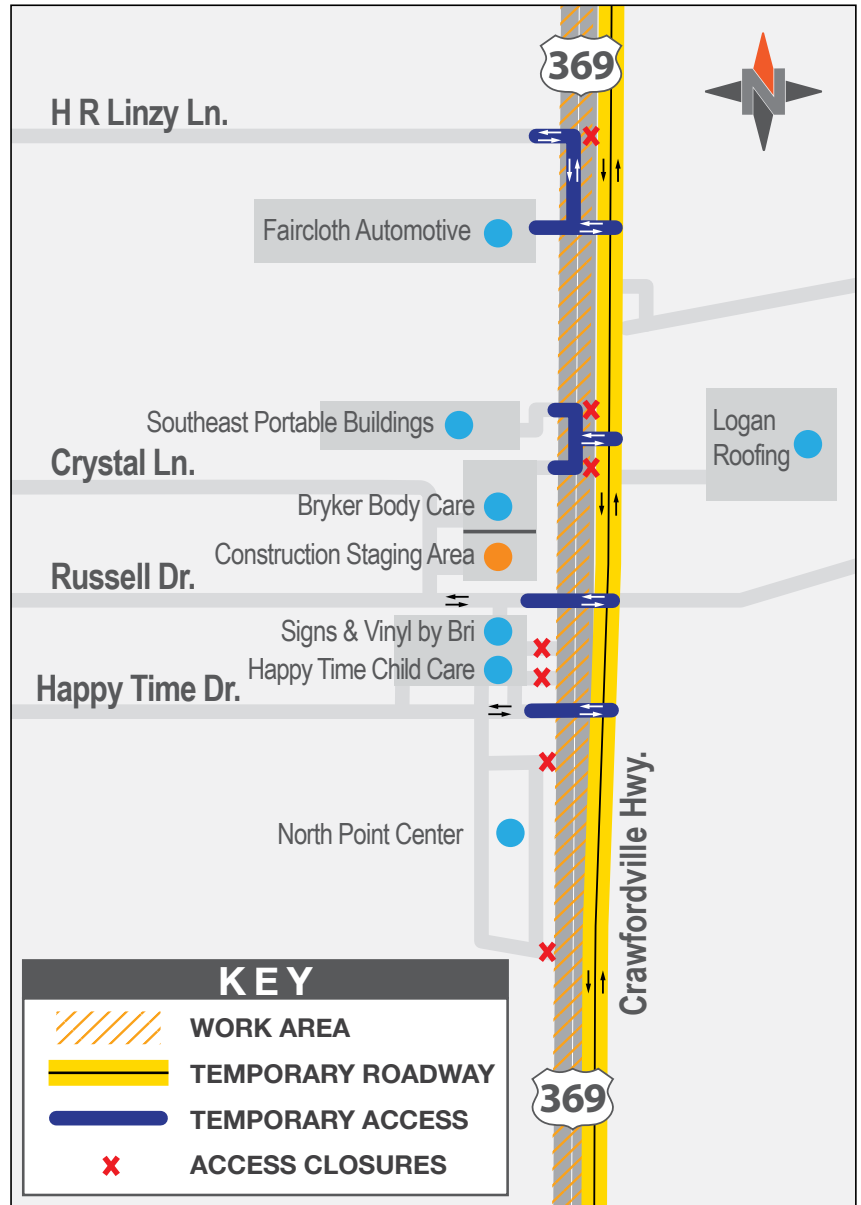 369
N
H R Linzy Ln.
Faircloth Automotive
Southeast Portable Buildings
Logan
Roofing
Crystal Ln.
Bryker Body Care
Construction Staging Area
Russell Dr.
Signs & Vinyl by Bri
Happy Time Child Care
Happy Time Dr.
North Point Center
Crawfordville Hwy.
KEY
WORK AREA
TEMPORARY ROADWAY
TEMPORARY ACCESS
ACCESS CLOSURES
369